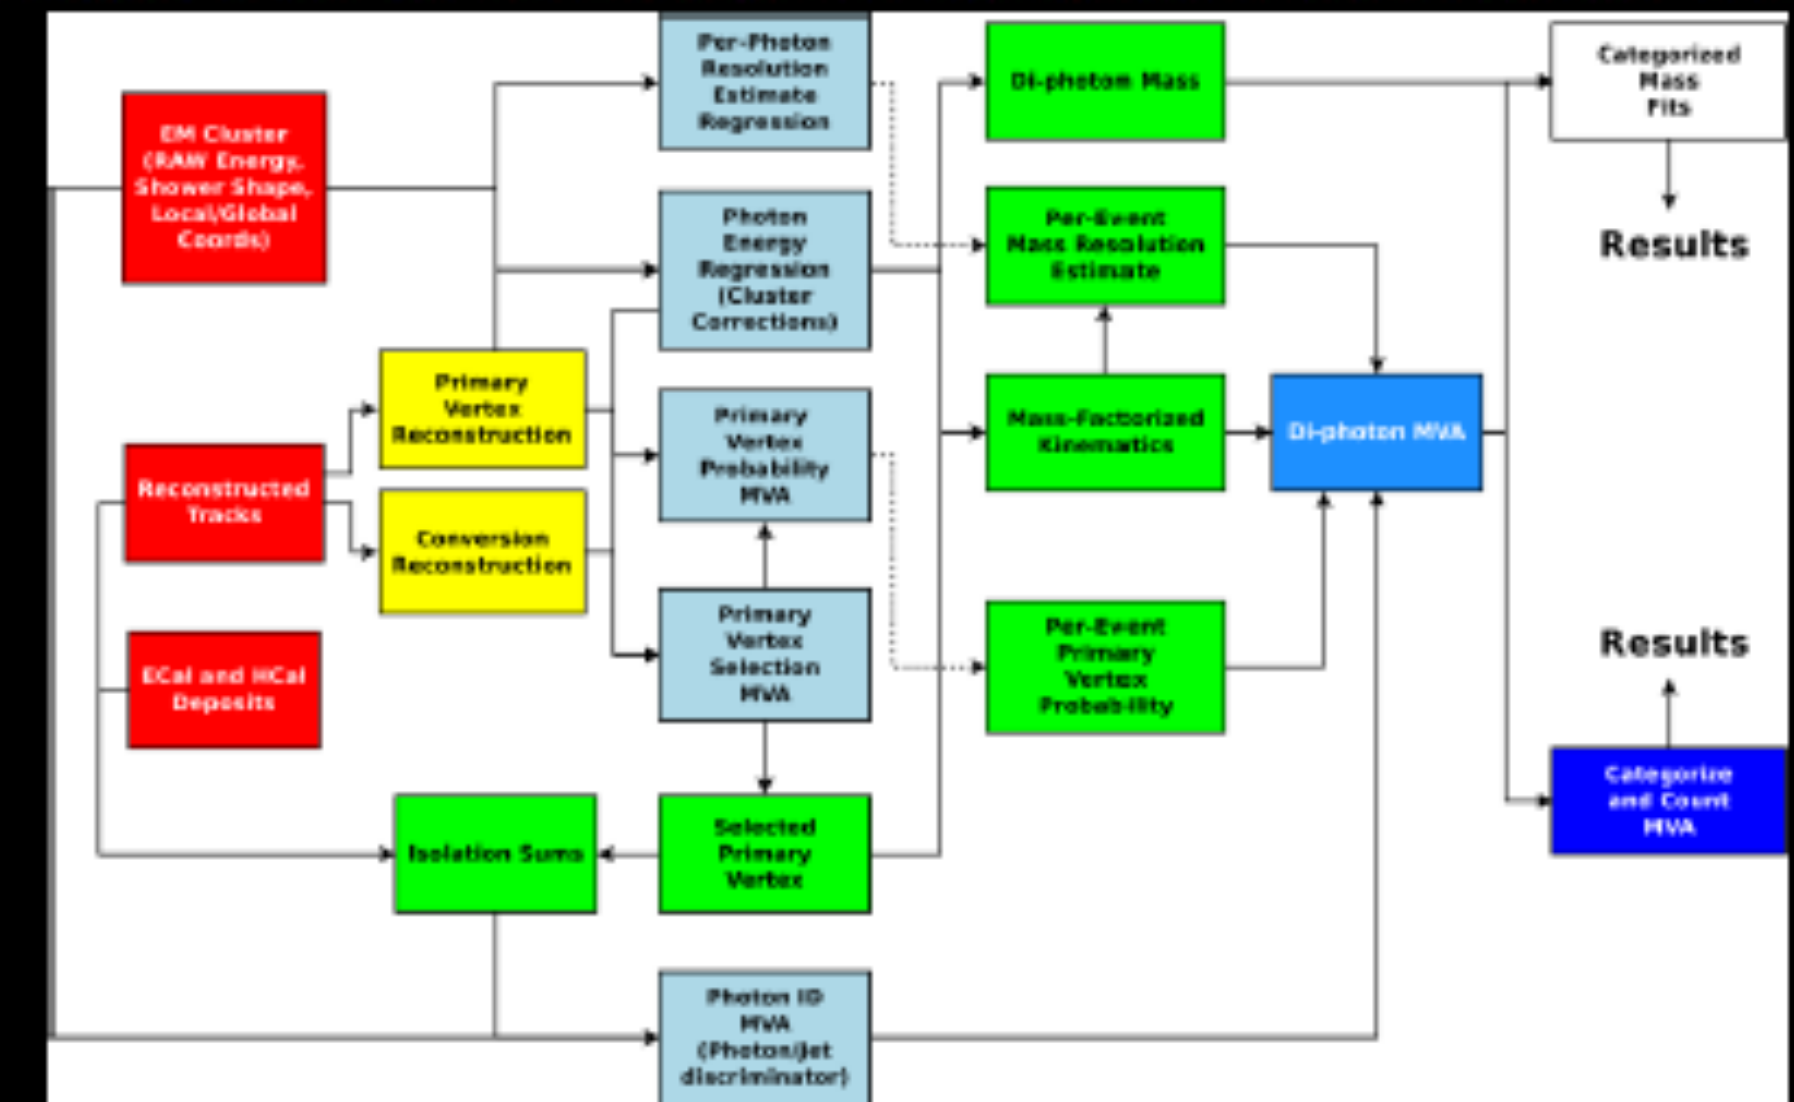 EM Cluster
(RAW Energy,
Shower Shape,
Local/Global
Coords)
Reconstructed
Tracks
ECal and HCal
Deposits
Primary
Vertex
Reconstruction
Conversion
Reconstruction
Isolation Sums
Per-Photon
Resolution
Estimate
Regression
Photon
Energy
Regression
(Cluster
Corrections)
Primary
Vertex
Probability
MVA
Primary
Vertex
Selection
MVA
Selected
Primary
Vertex
Photon ID
MVA
(Photon/Jet
discriminator)
Di-photon Mass
Per-Event
Mass Resolution
Estimate
Mass-Factorized
Kinematics
Per-Event
Primary
Vertex
Probability
Di-photon MVA
Categorized
Mass
Fits
Results
Results
Categorize
and Count
MVA